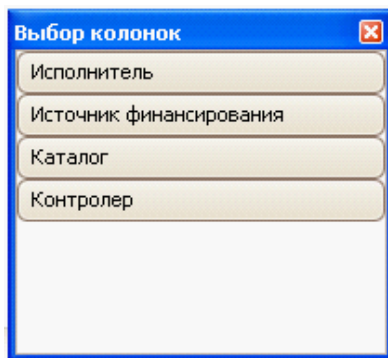 Выбор колонок
Исполнитель
Источник финансирования
Каталог
Контролер